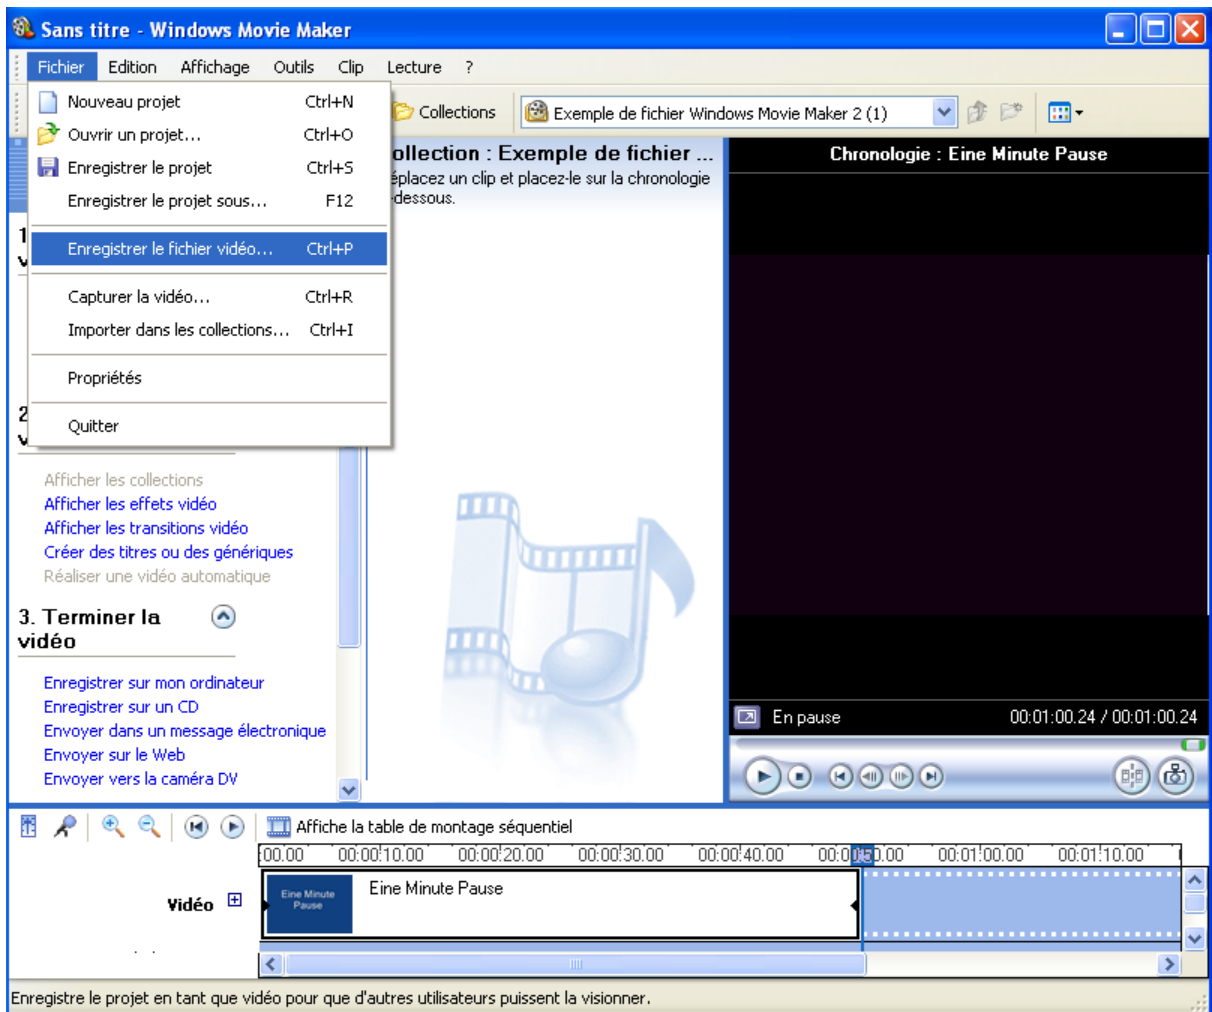 Sans titre - Windows Movie Maker
Fichier Edition Affichage Outils Clip Lecture ?
Nouveau projet Ctrl+N
Ouvrir un projet... Ctrl+O
Enregistrer le projet Ctrl+S
Enregistrer le projet sous... F12
Enregistrer le fichier vidéo... Ctrl+P
Capturer la vidéo... Ctrl+R
Importer dans les collections... Ctrl+I
Propriétés
Quitter
Collections
Exemple de fichier Windows Movie Maker 2 (1)
ollection : Exemple de fichier ...
éplacez un clip et placez-le sur la chronologie
-dessous.
Chronologie : Eine Minute Pause
1
2
Afficher les collections
Afficher les effets vidéo
Afficher les transitions vidéo
Créer des titres ou des génériques
Réaliser une vidéo automatique
3. Terminer la
vidéo
Enregistrer sur mon ordinateur
Enregistrer sur un CD
Envoyer dans un message électronique
Envoyer sur le Web
Envoyer vers la caméra DV
En pause 00:01:00.24 / 00:01:00.24
Affiche la table de montage séquentiel
:00.00 00:00:10.00 00:00:20.00 00:00:30.00 00:00:40.00 00:00:50.00 00:01:00.00 00:01:10.00
Vidéo
Eine Minute
Pause
Eine Minute Pause
Enregistre le projet en tant que vidéo pour que d'autres utilisateurs puissent la visionner.